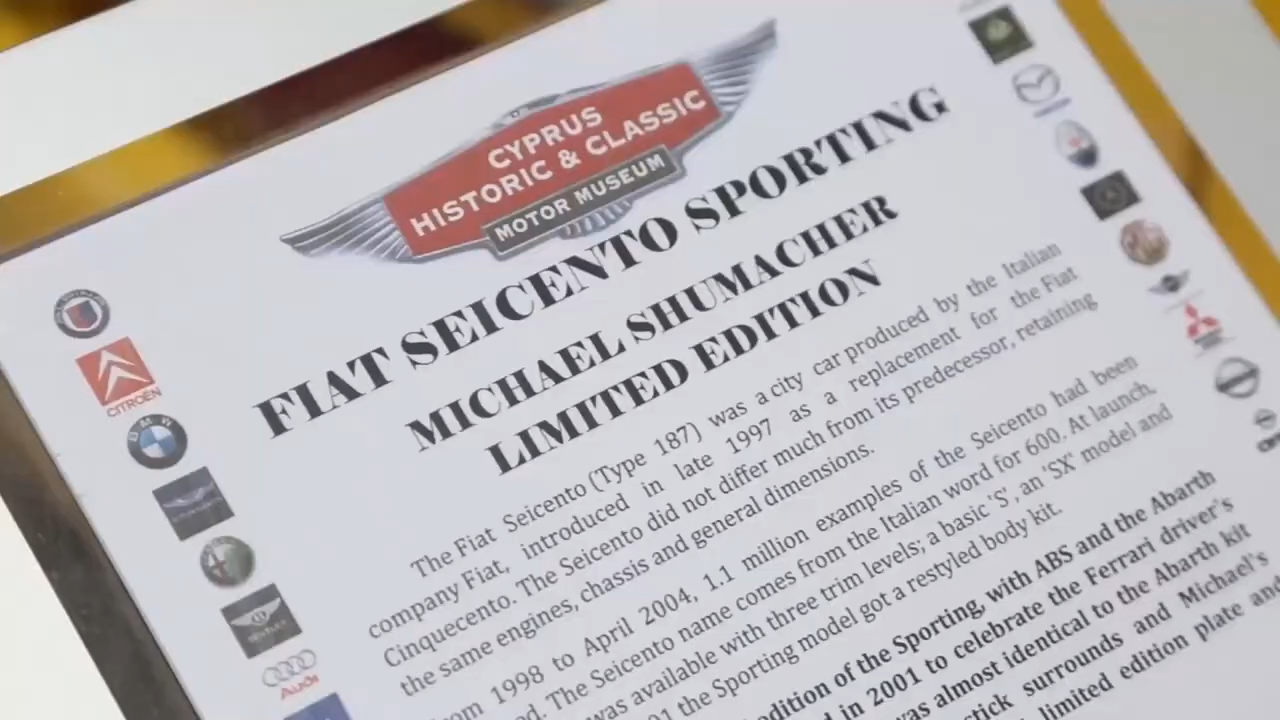 CYPRUS
HISTORIC & CLASSIC
MOTOR MUSEUM
FIAT SEICENTO SPORTING
MICHAEL SHUMACHER
LIMITED EDITION
The Fiat Seicento (Type 187) was a city car produced by the Italian
company Fiat, introduced in late 1997 as a replacement for the Fiat
Cinquecento. The Seicento did not differ much from its predecessor, retaining
the same engines, chassis and general dimensions.
1998 to April 2004, 1.1 million examples of the Seicento had been
The Seicento name comes from the Italian word for 600. At launch,
was available with three trim levels; a basic 'S', an 'SX' model and
the Sporting model got a restyled body kit.
edition of the Sporting, with ABS and the Abarth
in 2001 to celebrate the Ferrari driver's
was almost identical to the Abarth kit
stick surrounds and Michael's
limited edition plate and
CITROËN
BMW
BENTLEY
Audi